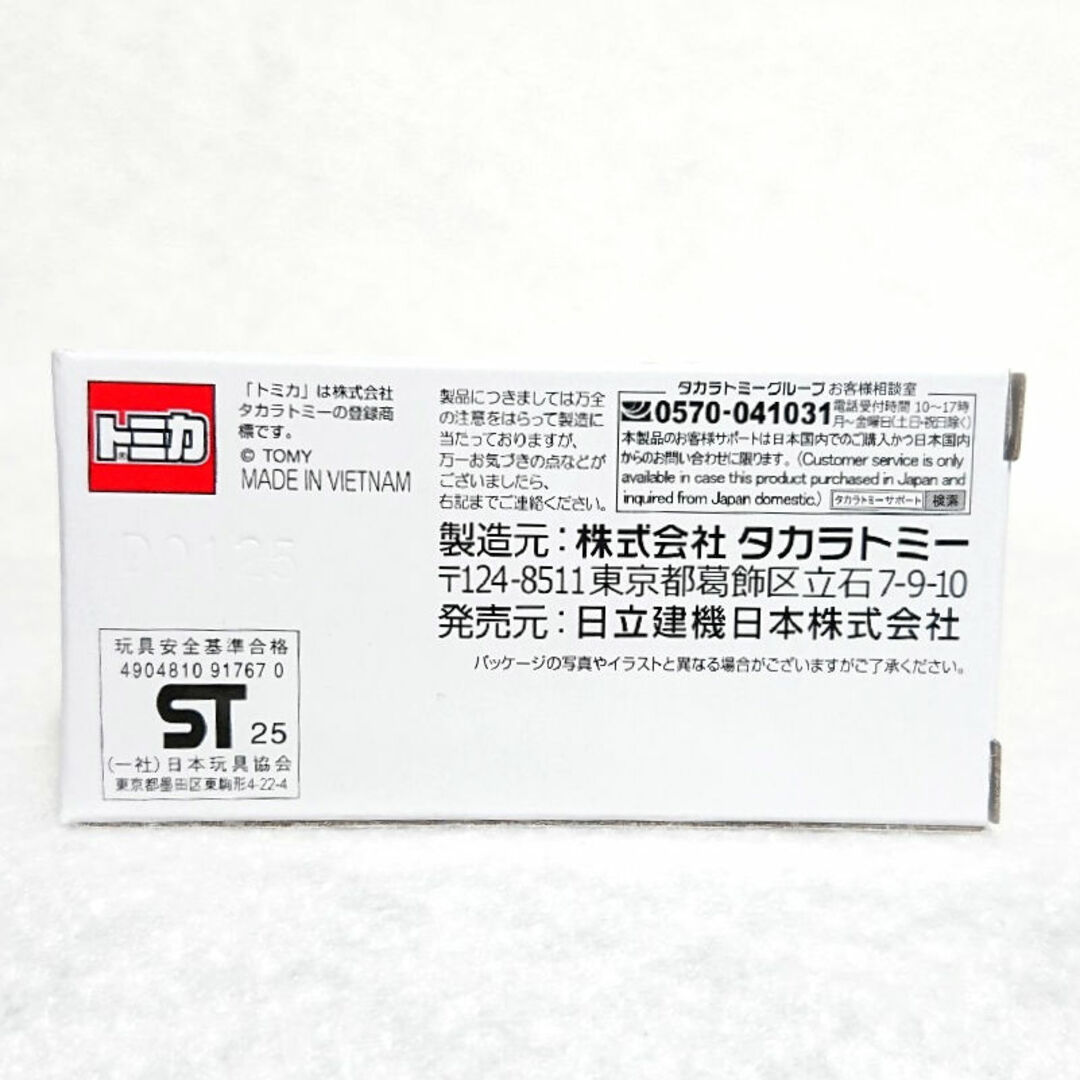 トミカ
「トミカ」は株式会社
タカラトミーの登録商
標です。
© TOMY
MADE IN VIETNAM
製品につきましては万全
の注意をはらって製造に
当たっておりますが、
万一お気づきの点などが
ございましたら、
右記までご連絡ください。
タカラトミーグループ お客様相談室
0570-041031 電話受付時間 10〜17時
月〜金曜日(土日・祝日除く)
本製品のお客様サポートは日本国内でのご購入かつ日本国内
からのお問い合わせに限ります。(Customer service is only
available in case this product purchased in Japan and
inquired from Japan domestic.) タカラトミーサポート 検索
製造元：株式会社 タカラトミー
〒124-8511 東京都葛飾区立石 7-9-10
発売元：日立建機日本株式会社
パッケージの写真やイラストと異なる場合がございますがご了承ください。
玩具安全基準合格
4904810 91767 0
ST 25
(一社)日本玩具協会
東京都墨田区東駒形4-22-4